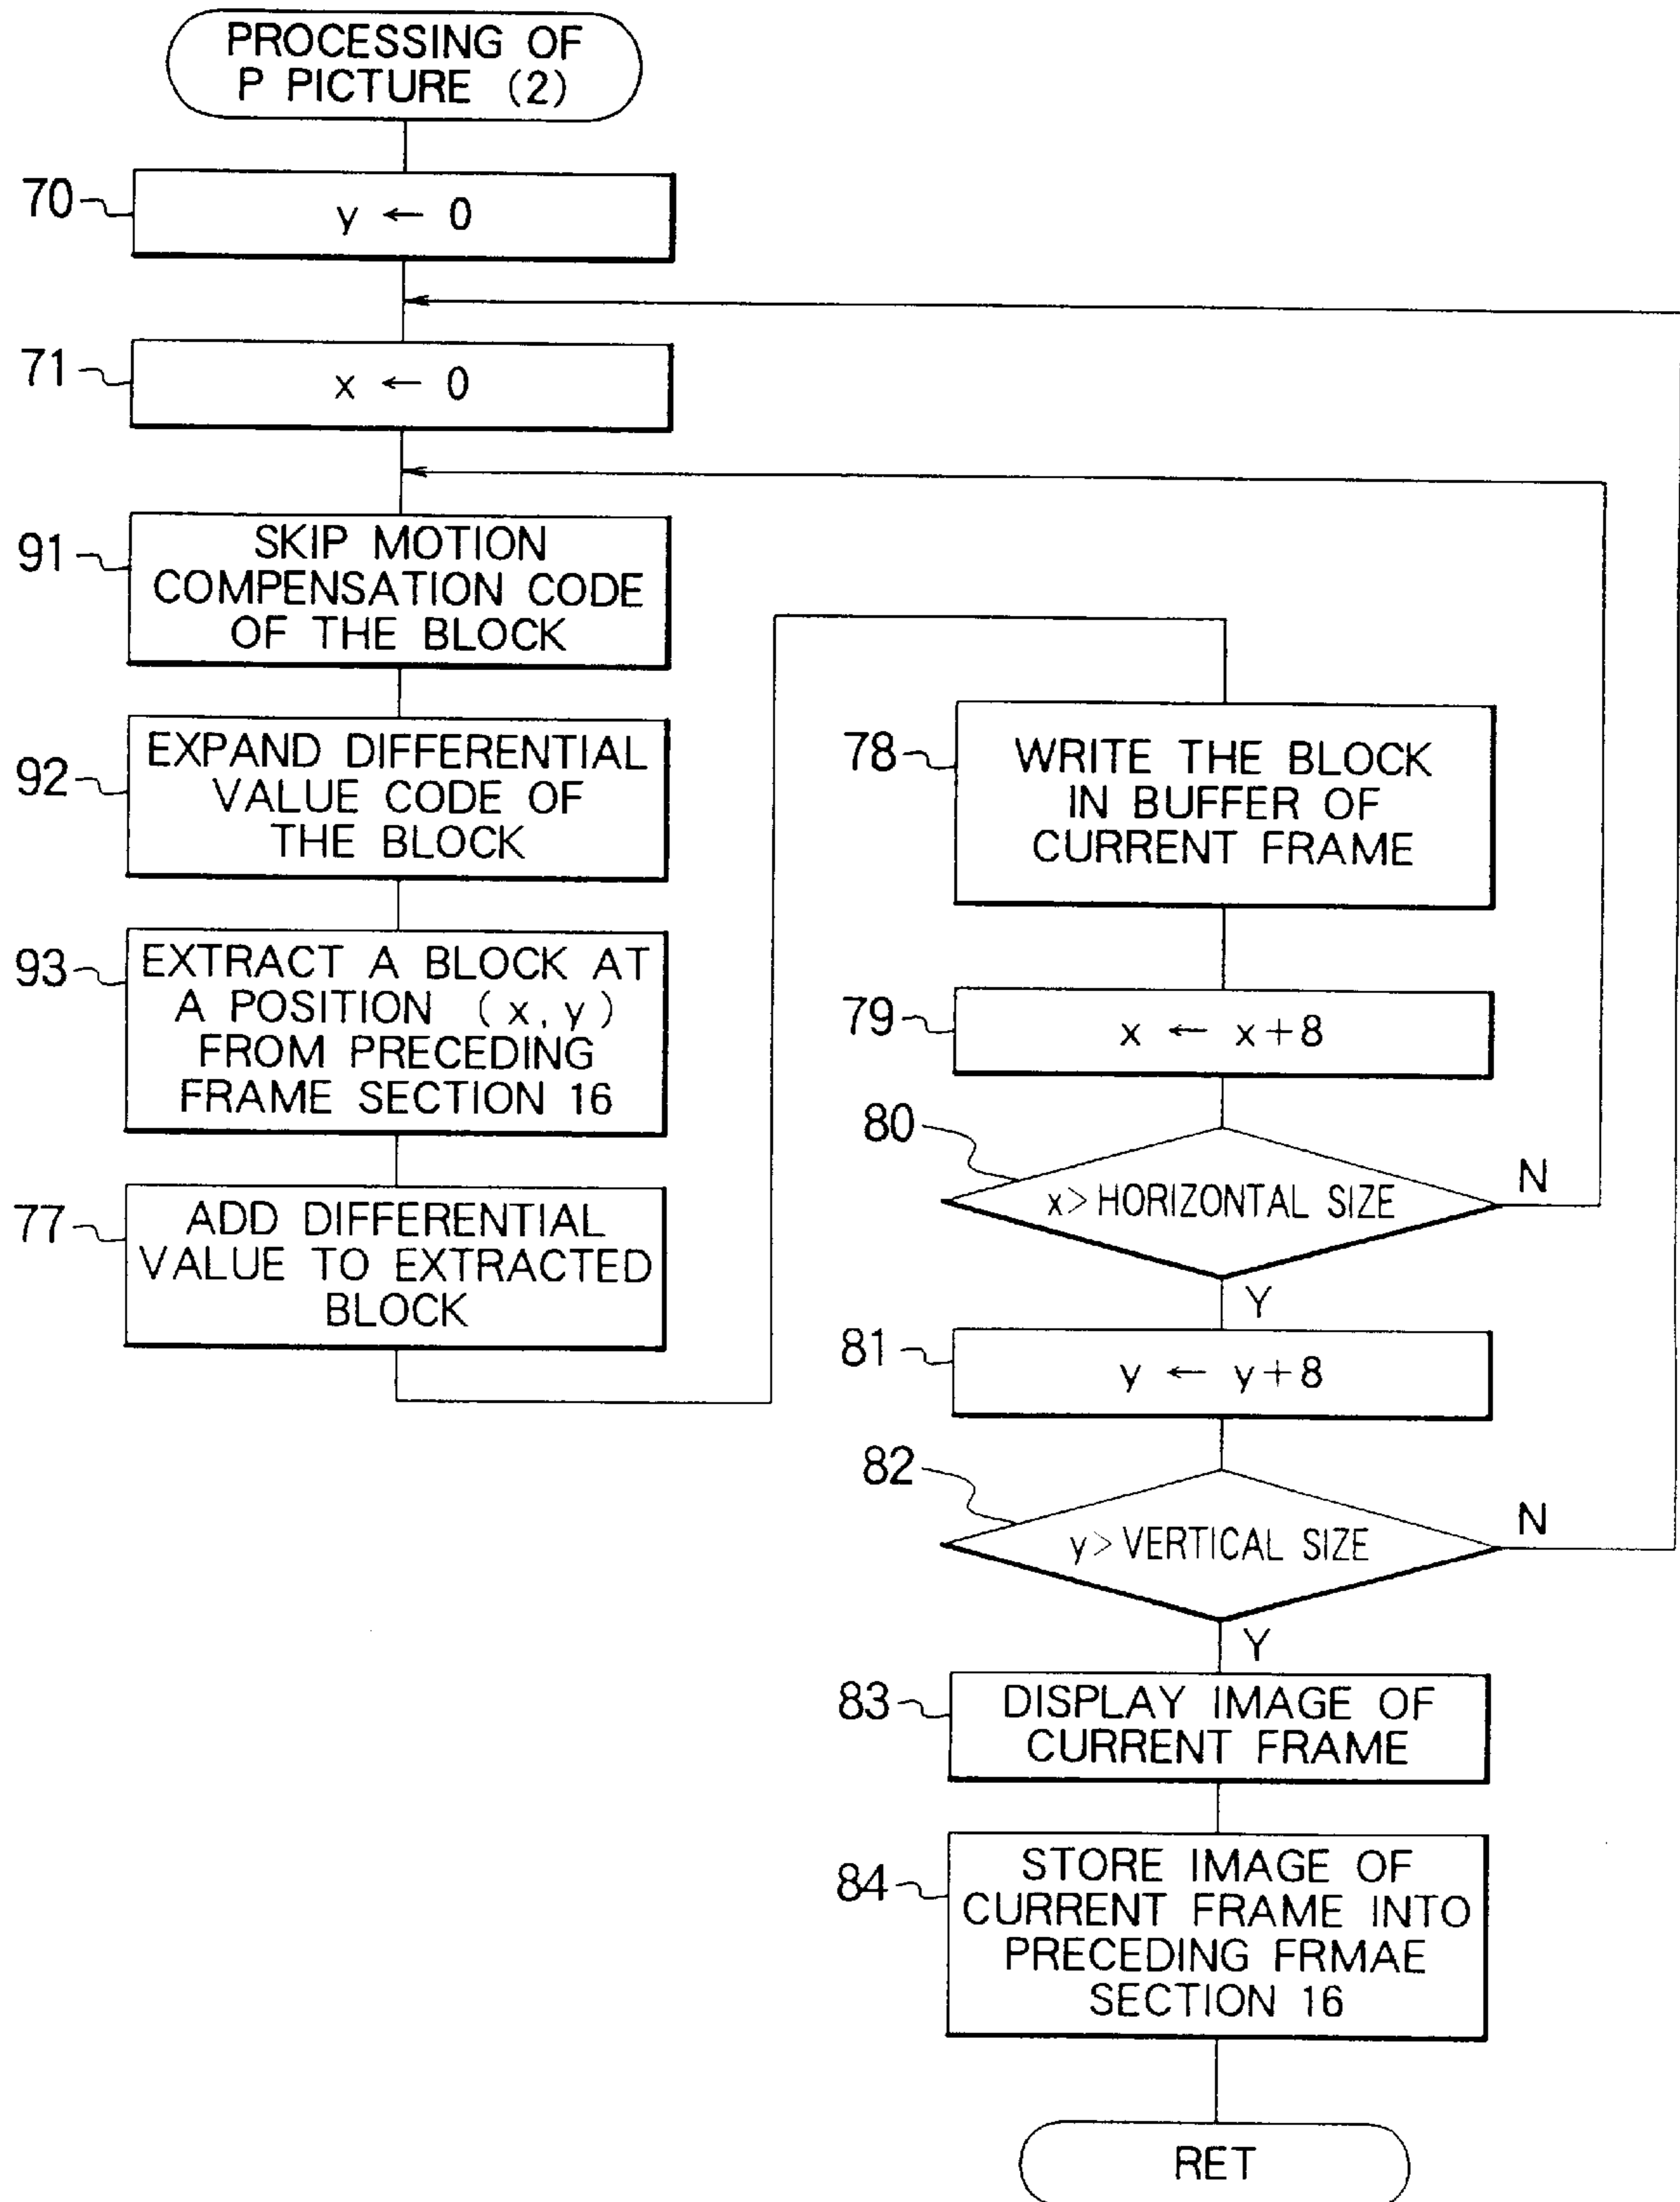 PROCESSING OF
P PICTURE (2)
70
y ← 0
71
x ← 0
91
SKIP MOTION
COMPENSATION CODE
OF THE BLOCK
92
EXPAND DIFFERENTIAL
VALUE CODE OF
THE BLOCK
93
EXTRACT A BLOCK AT
A POSITION (x, y)
FROM PRECEDING
FRAME SECTION 16
77
ADD DIFFERENTIAL
VALUE TO EXTRACTED
BLOCK
78
WRITE THE BLOCK
IN BUFFER OF
CURRENT FRAME
79
x ← x+8
80
x>HORIZONTAL SIZE
N
Y
81
y ← y+8
82
y>VERTICAL SIZE
N
Y
83
DISPLAY IMAGE OF
CURRENT FRAME
84
STORE IMAGE OF
CURRENT FRAME INTO
PRECEDING FRMAE
SECTION 16
RET